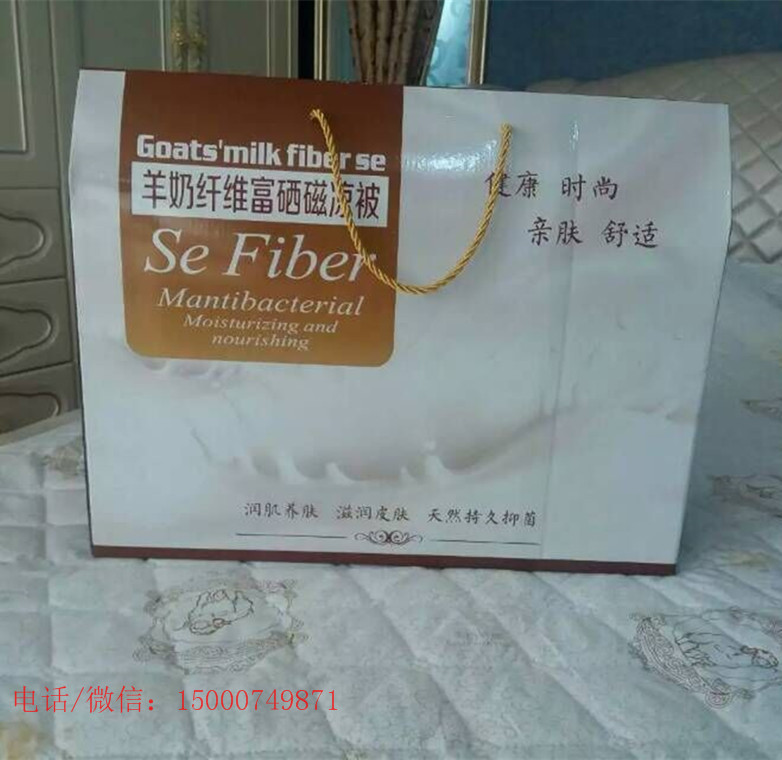 Goats'milk fiber se
羊奶纤维富硒磁凉被
Se Fiber
Mantibacterial
Moisturizing and
nourishing
健康 时尚
亲肤 舒适
润肌养肤 滋润皮肤 天然持久抑菌
电话/微信：15000749871